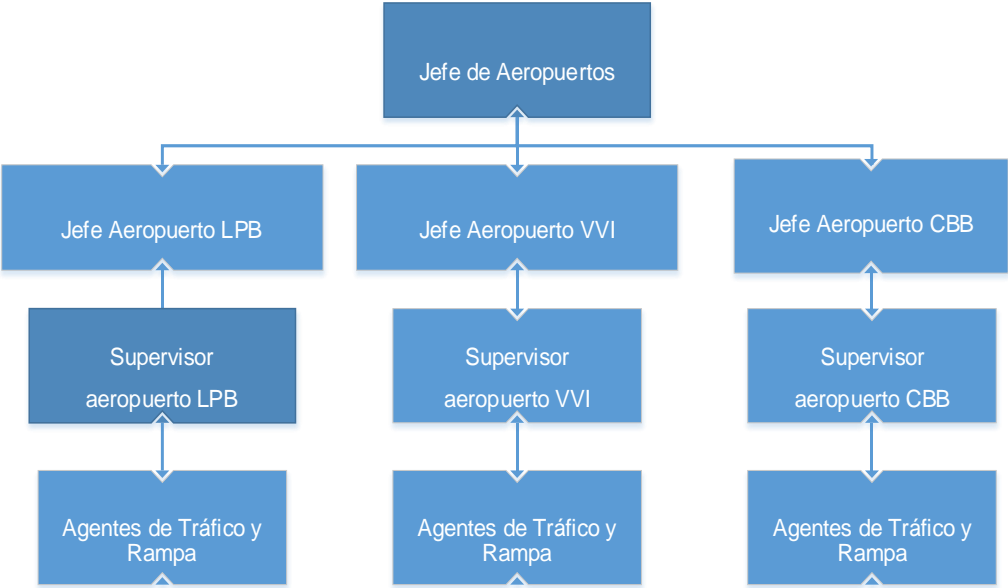 Jefe de Aeropuertos
Jefe Aeropuerto LPB
Jefe Aeropuerto VVI
Jefe Aeropuerto CBB
Supervisor
aeropuerto LPB
Supervisor
aeropuerto VVI
Supervisor
aeropuerto CBB
Agentes de Tráfico y
Rampa
Agentes de Tráfico y
Rampa
Agentes de Tráfico y
Rampa